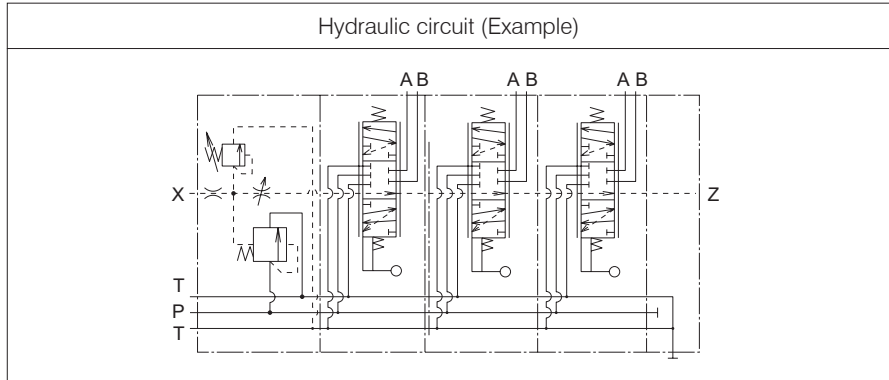 Hydraulic circuit (Example)
A B A B A B
X Z
T
P
T